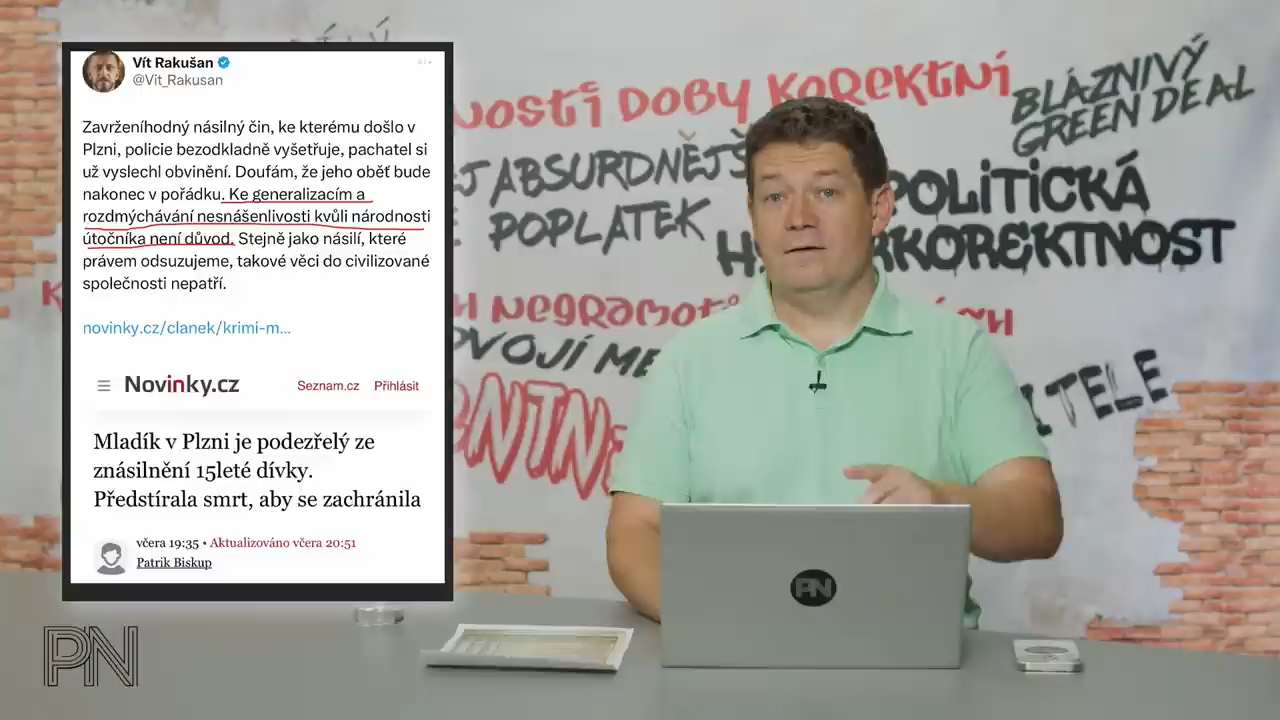 Vít Rakušan
@Vit_Rakusan
Zavrženíhodný násilný čin, ke kterému došlo v
Plzni, policie bezodkladně vyšetřuje, pachatel si
už vyslechl obvinění. Doufám, že jeho oběť bude
nakonec v pořádku. Ke generalizacím a
rozdmýchávání nesnášenlivosti kvůli národnosti
útočníka není důvod. Stejně jako násilí, které
právem odsuzujeme, takové věci do civilizované
společnosti nepatří.
novinky.cz/clanek/krimi-m...
Novinky.cz
Seznam.cz Přihlásit
Mladík v Plzni je podezřelý ze
znásilnění 15leté dívky.
Předstírala smrt, aby se zachránila
včera 19:35 • Aktualizováno včera 20:51
Patrik Biskup
DOBY KOREKTNÍ
BLÁZNIVÝ
GREEN DEAL
POPLATEK
POLITICKÁ
PN
PN